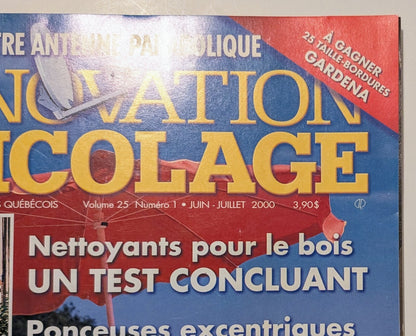 TRE ANTENNE PARABOLIQUE
À GAGNER
25 TAILLE-BORDURES
GARDENA
NOVATION
ICOLAGE
S QUÉBÉCOIS Volume 25 Numéro 1 • JUIN - JUILLET 2000 3,90$
Nettoyants pour le bois
UN TEST CONCLUANT
Ponceuses excentriques